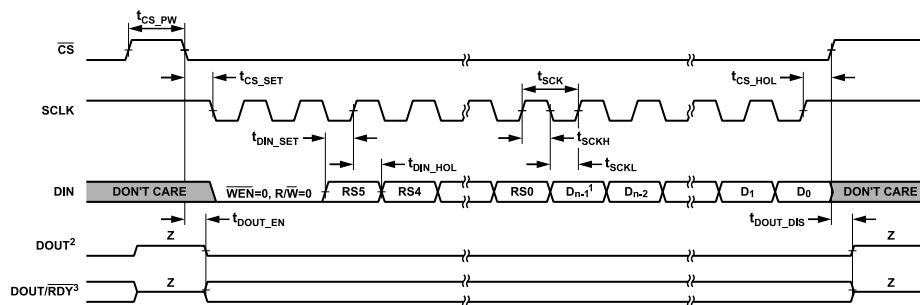 tCS_PW
CS
tCS_SET
tSCK
tCS_HOL
SCLK
tDIN_SET
tDIN_HOL
tSCKH
tSCKL
DIN
DON'T CARE
WEN=0, R/W=0
RS5
RS4
RS0
Dn-1¹
Dn-2
D1
D0
DON'T CARE
tDOUT_EN
tDOUT_DIS
DOUT²
Z
Z
DOUT/RDY³
Z
Z